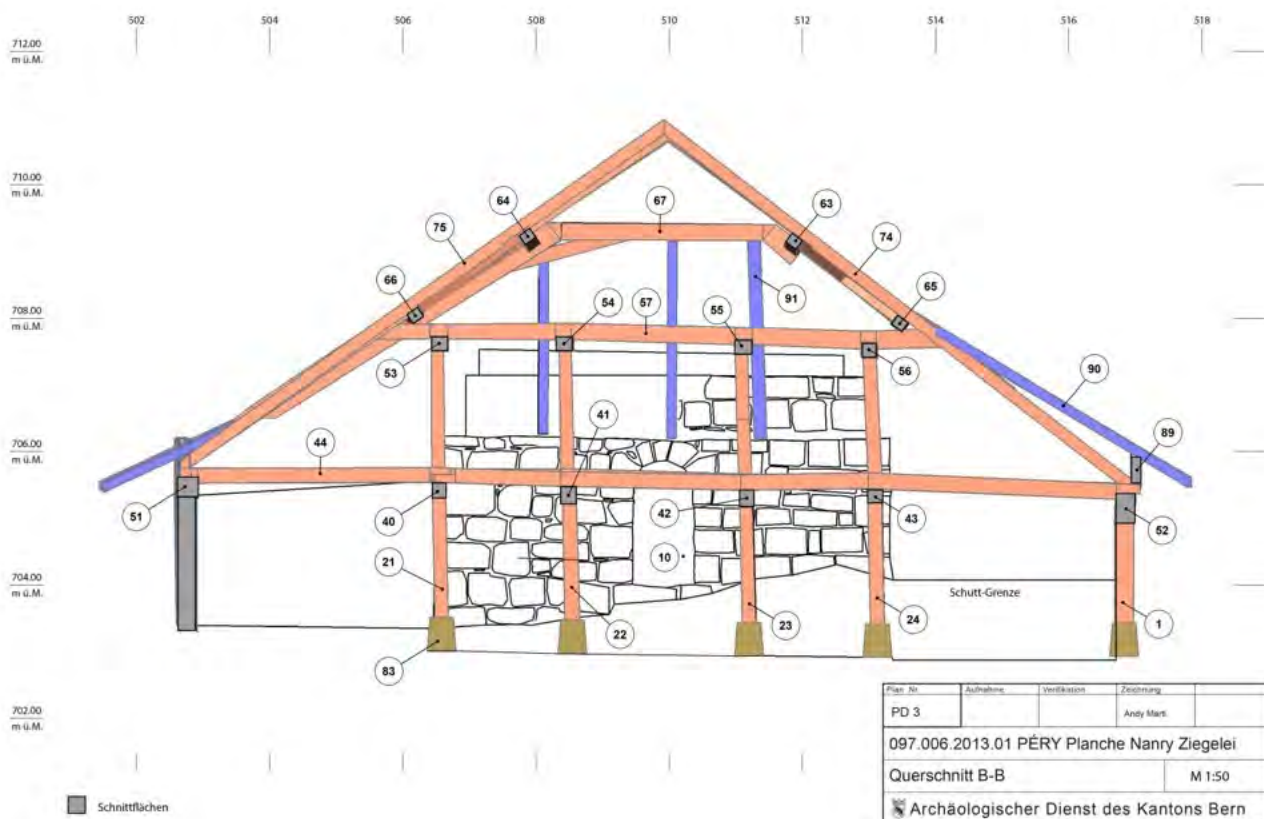 502 504 506 508 510 512 514 516 518
712.00
m ü.M.
710.00
m ü.M.
708.00
m ü.M.
706.00
m ü.M.
704.00
m ü.M.
702.00
m ü.M.
64
67
63
75
74
66
54
57
55
91
65
53
56
90
41
44
89
51
40
42
43
52
21
10
Schutt-Grenze
22
23
24
1
83
Plan Nr. Aufnahme Verifikation Zeichnung
PD 3 Andy Marti
097.006.2013.01 PÉRY Planche Nanry Ziegelei
Querschnitt B-B M 1:50
Archäologischer Dienst des Kantons Bern
Schnittflächen